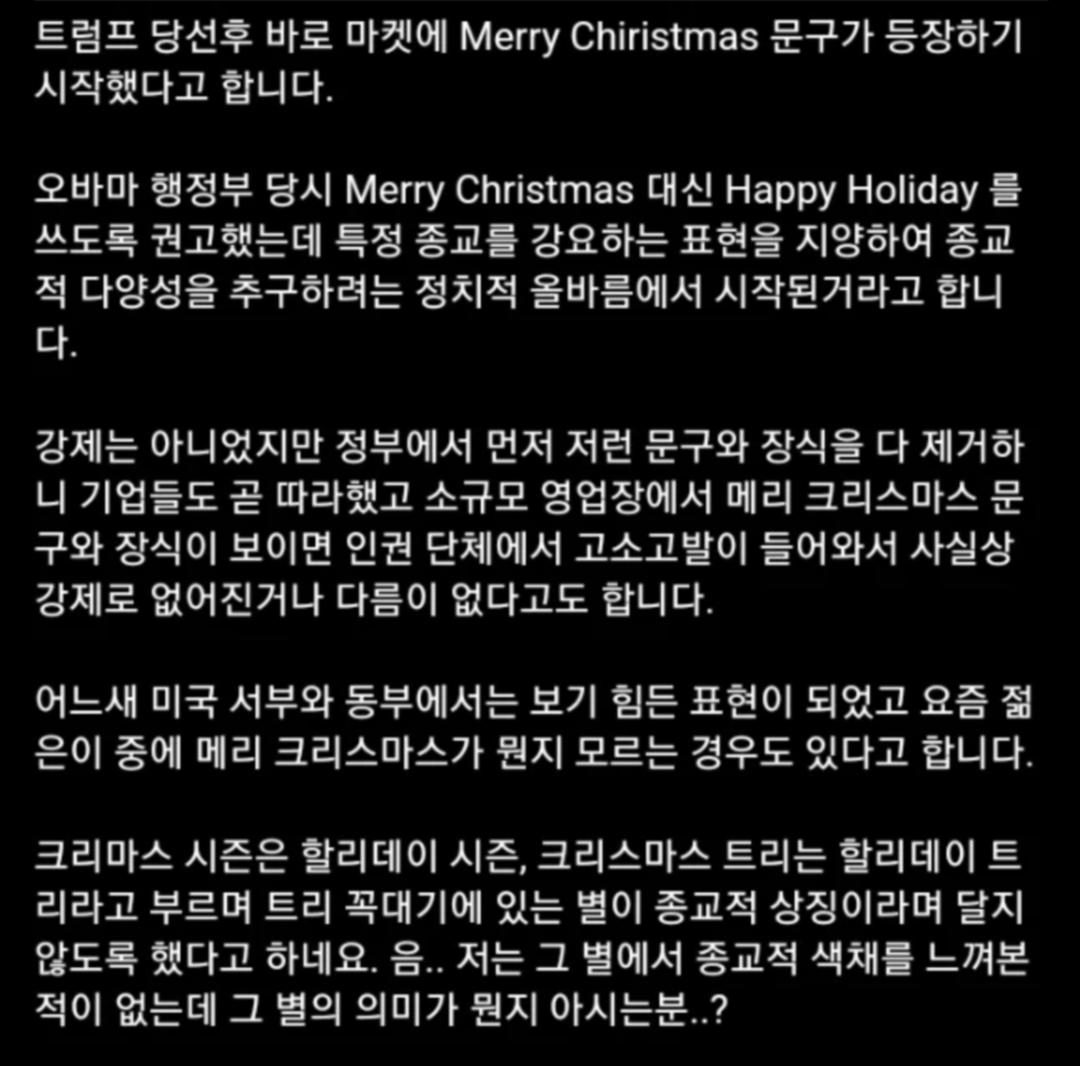 트럼프 당선후 바로 마켓에 Merry Chiristmas 문구가 등장하기
시작했다고 합니다.
오바마 행정부 당시 Merry Christmas 대신 Happy Holiday 를
쓰도록 권고했는데 특정 종교를 강요하는 표현을 지양하여 종교
적 다양성을 추구하려는 정치적 올바름에서 시작된거라고 합니
다.
강제는 아니었지만 정부에서 먼저 저런 문구와 장식을 다 제거하
니 기업들도 곧 따라했고 소규모 영업장에서 메리 크리스마스 문
구와 장식이 보이면 인권 단체에서 고소고발이 들어와서 사실상
강제로 없어진거나 다름이 없다고도 합니다.
어느새 미국 서부와 동부에서는 보기 힘든 표현이 되었고 요즘 젊
은이 중에 메리 크리스마스가 뭔지 모르는 경우도 있다고 합니다.
크리마스 시즌은 할리데이 시즌, 크리스마스 트리는 할리데이 트
리라고 부르며 트리 꼭대기에 있는 별이 종교적 상징이라며 달지
않도록 했다고 하네요. 음.. 저는 그 별에서 종교적 색채를 느껴본
적이 없는데 그 별의 의미가 뭔지 아시는분..?